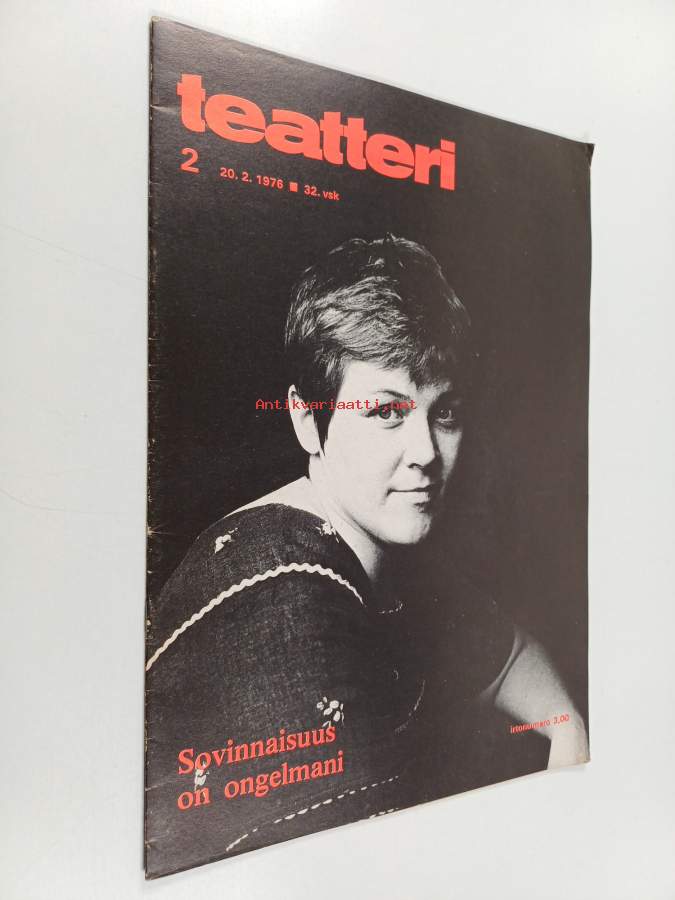 teatteri
2 20. 2. 1976 ■ 32. vsk
Antikvariaatti.net
irtonumero 3,00
Sovinnaisuus
on ongelmani